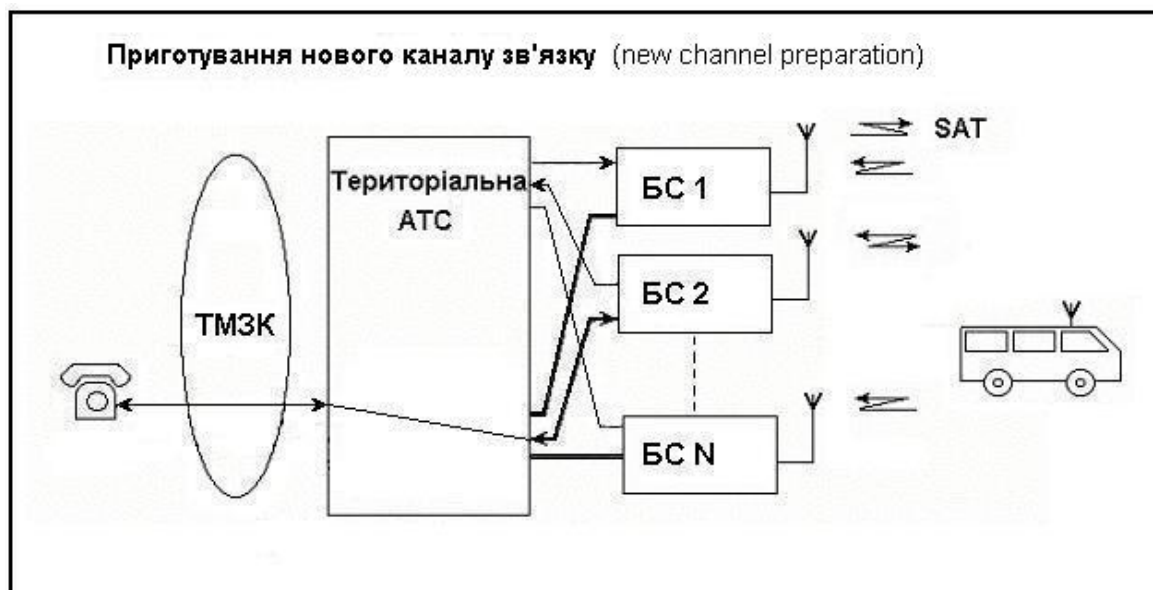 Приготування нового каналу зв'язку (new channel preparation)
SAT
Територіальна
АТС
БС 1
БС 2
ТМЗК
БС N